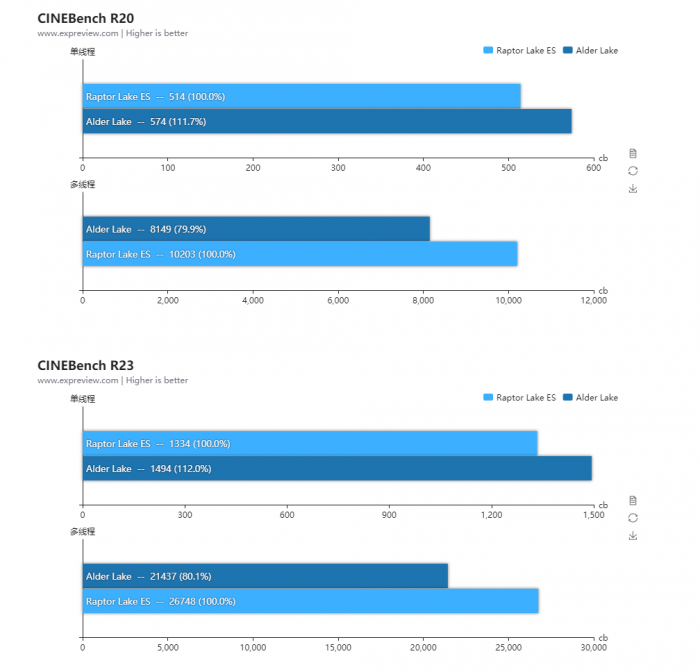 CINEBench R20
www.expreview.com | Higher is better
单线程
Raptor Lake ES Alder Lake
Raptor Lake ES -- 514 (100.0%)
Alder Lake -- 574 (111.7%)
cb
0 100 200 300 400 500 600
多线程
Alder Lake -- 8149 (79.9%)
Raptor Lake ES -- 10203 (100.0%)
cb
0 2,000 4,000 6,000 8,000 10,000 12,000
CINEBench R23
www.expreview.com | Higher is better
单线程
Raptor Lake ES Alder Lake
Raptor Lake ES -- 1334 (100.0%)
Alder Lake -- 1494 (112.0%)
cb
0 300 600 900 1,200 1,500
多线程
Alder Lake -- 21437 (80.1%)
Raptor Lake ES -- 26748 (100.0%)
cb
0 5,000 10,000 15,000 20,000 25,000 30,000